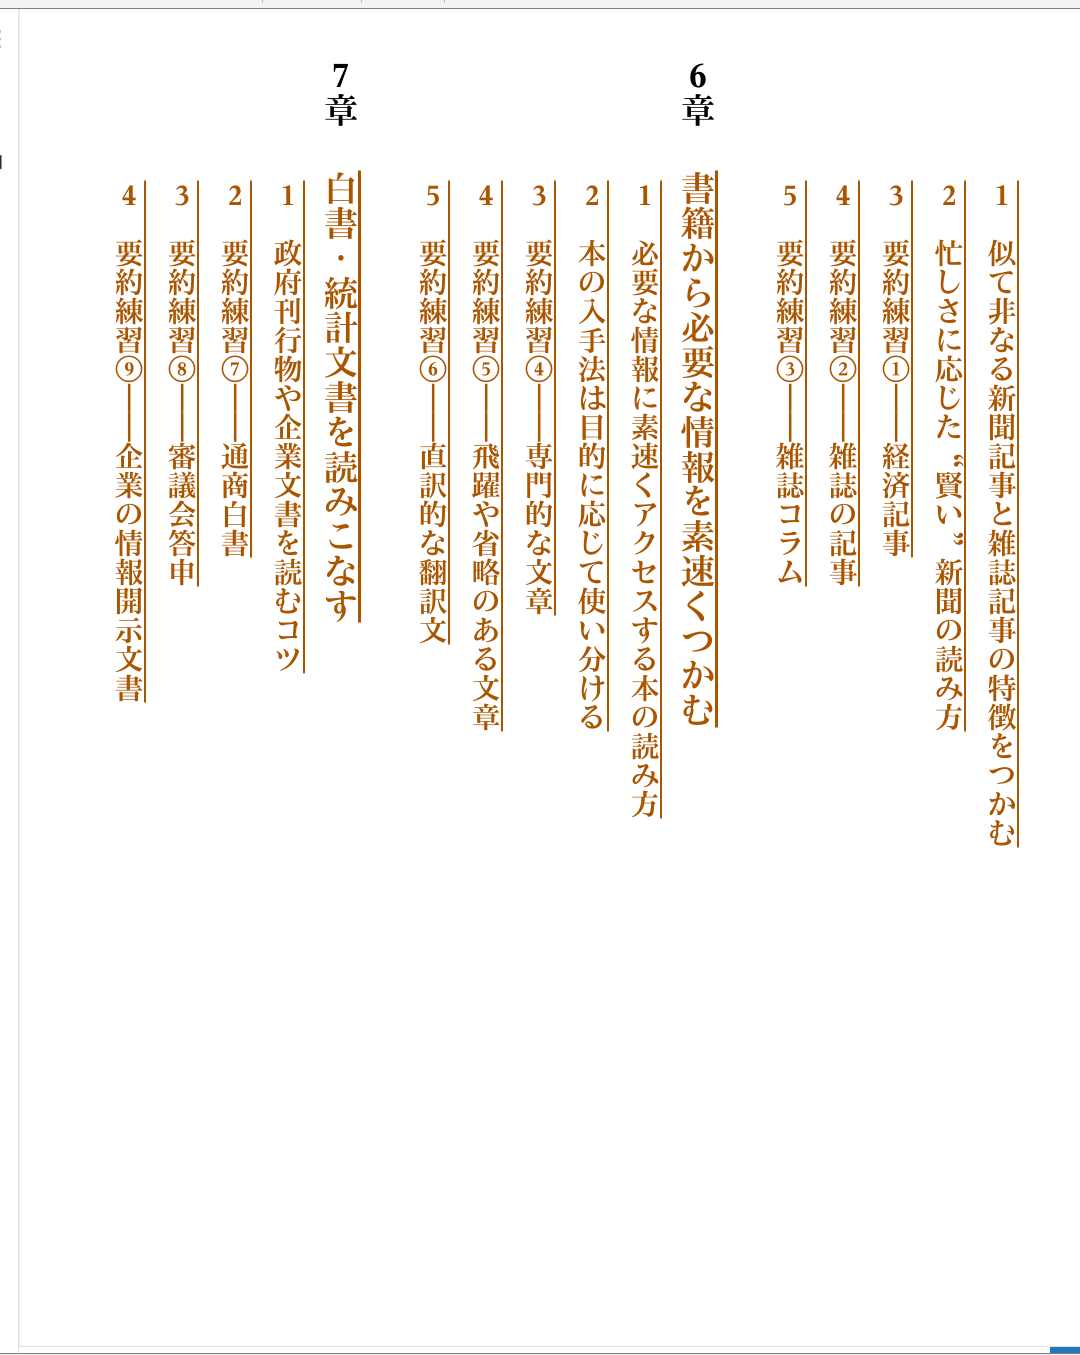 1 似て非なる新聞記事と雑誌記事の特徴をつかむ
2 忙しさに応じた〝賢い〟新聞の読み方
3 要約練習①――経済記事
4 要約練習②――雑誌の記事
5 要約練習③――雑誌コラム
6章 書籍から必要な情報を素速くつかむ
1 必要な情報に素速くアクセスする本の読み方
2 本の入手法は目的に応じて使い分ける
3 要約練習④――専門的な文章
4 要約練習⑤――飛躍や省略のある文章
5 要約練習⑥――直訳的な翻訳文
7章 白書・統計文書を読みこなす
1 政府刊行物や企業文書を読むコツ
2 要約練習⑦――通商白書
3 要約練習⑧――審議会答申
4 要約練習⑨――企業の情報開示文書